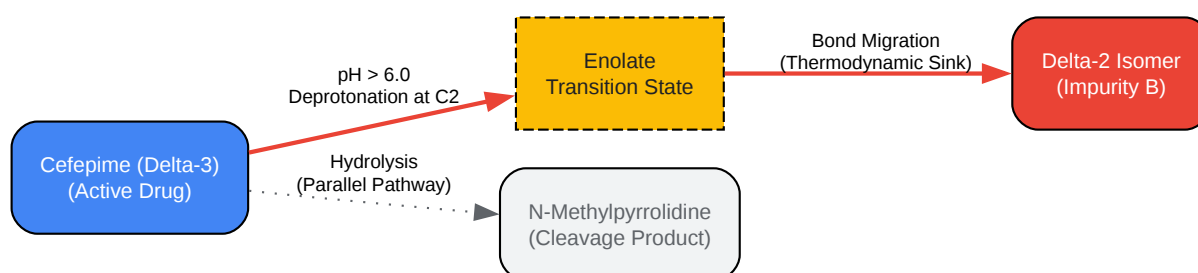 Cefepime (Delta-3)
(Active Drug)
pH > 6.0
Deprotonation at C2
Enolate
Transition State
Bond Migration
(Thermodynamic Sink)
Delta-2 Isomer
(Impurity B)
Hydrolysis
(Parallel Pathway)
N-Methylpyrrolidine
(Cleavage Product)